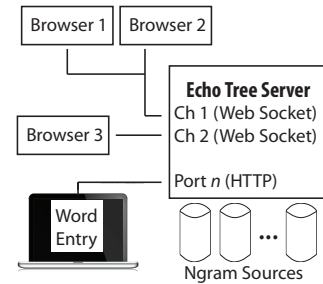 Browser 1
Browser 2
Echo Tree Server
Ch 1 (Web Socket)
Ch 2 (Web Socket)
Browser 3
Port n (HTTP)
Word
Entry
...
Ngram Sources